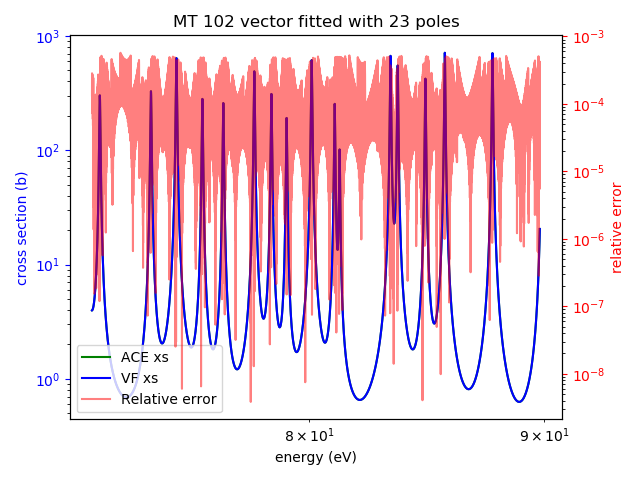 MT 102 vector fitted with 23 poles
10³
10²
10¹
10⁰
cross section (b)
10⁻³
10⁻⁴
10⁻⁵
10⁻⁶
10⁻⁷
10⁻⁸
relative error
ACE xs
VF xs
Relative error
8 × 10¹
9 × 10¹
energy (eV)